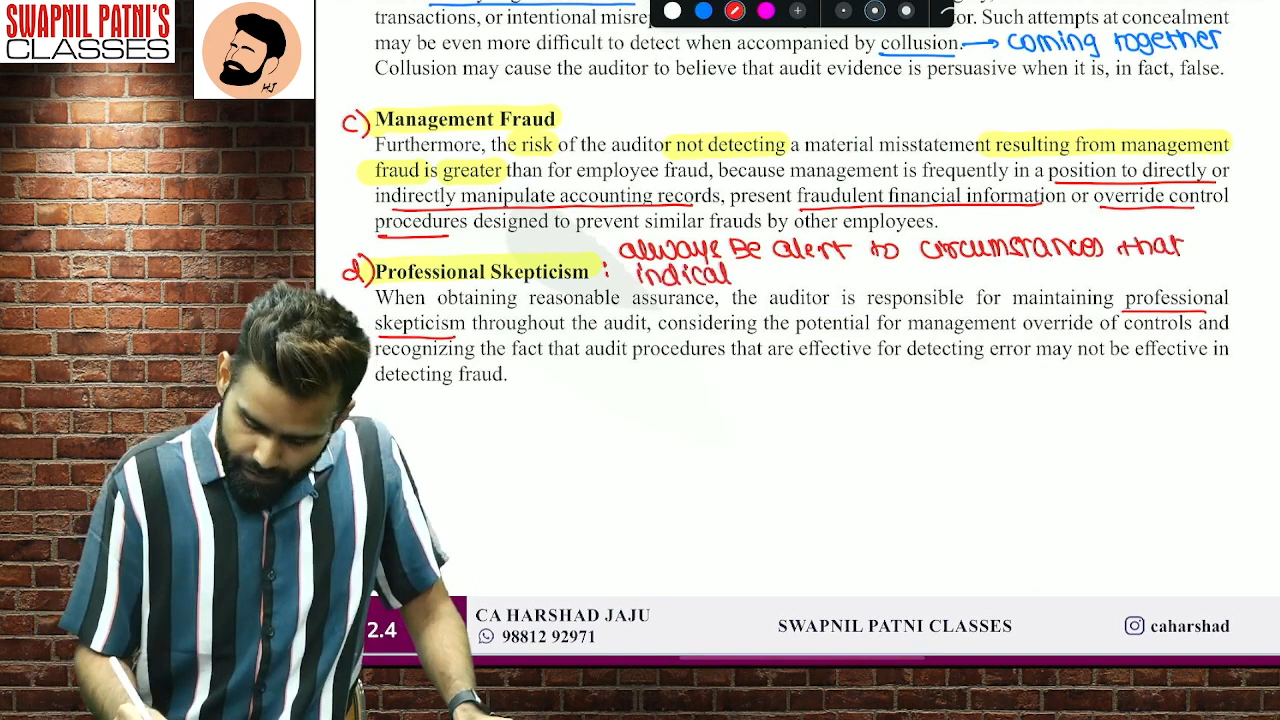 SWAPNIL PATNI'S
CLASSES
HJ
transactions, or intentional misrep or. Such attempts at concealment
may be even more difficult to detect when accompanied by collusion. → coming together
Collusion may cause the auditor to believe that audit evidence is persuasive when it is, in fact, false.
c) Management Fraud
Furthermore, the risk of the auditor not detecting a material misstatement resulting from management
fraud is greater than for employee fraud, because management is frequently in a position to directly or
indirectly manipulate accounting records, present fraudulent financial information or override control
procedures designed to prevent similar frauds by other employees.
always Be alert to circumstances that
d) Professional Skepticism : indicat
When obtaining reasonable assurance, the auditor is responsible for maintaining professional
skepticism throughout the audit, considering the potential for management override of controls and
recognizing the fact that audit procedures that are effective for detecting error may not be effective in
detecting fraud.
2.4
CA HARSHAD JAJU
98812 92971
SWAPNIL PATNI CLASSES
caharshad